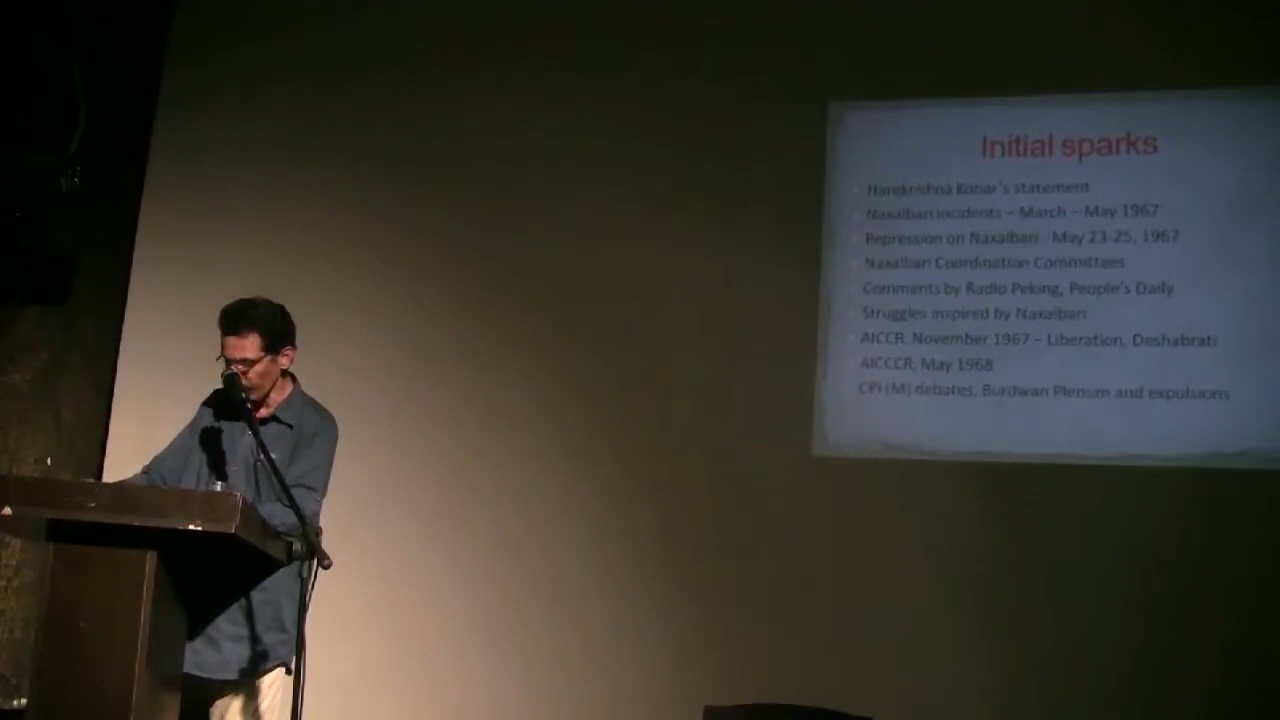 Initial sparks
Harekrishna Konar's statement
Naxalbari incidents – March – May 1967
Repression on Naxalbari - May 23-25, 1967
Naxalbari Coordination Committees
Comments by Radio Peking, People's Daily
Struggles inspired by Naxalbari
AICCR, November 1967 – Liberation, Deshabrati
AICCCR, May 1968
CPI (M) debates, Burdwan Plenum and expulsions